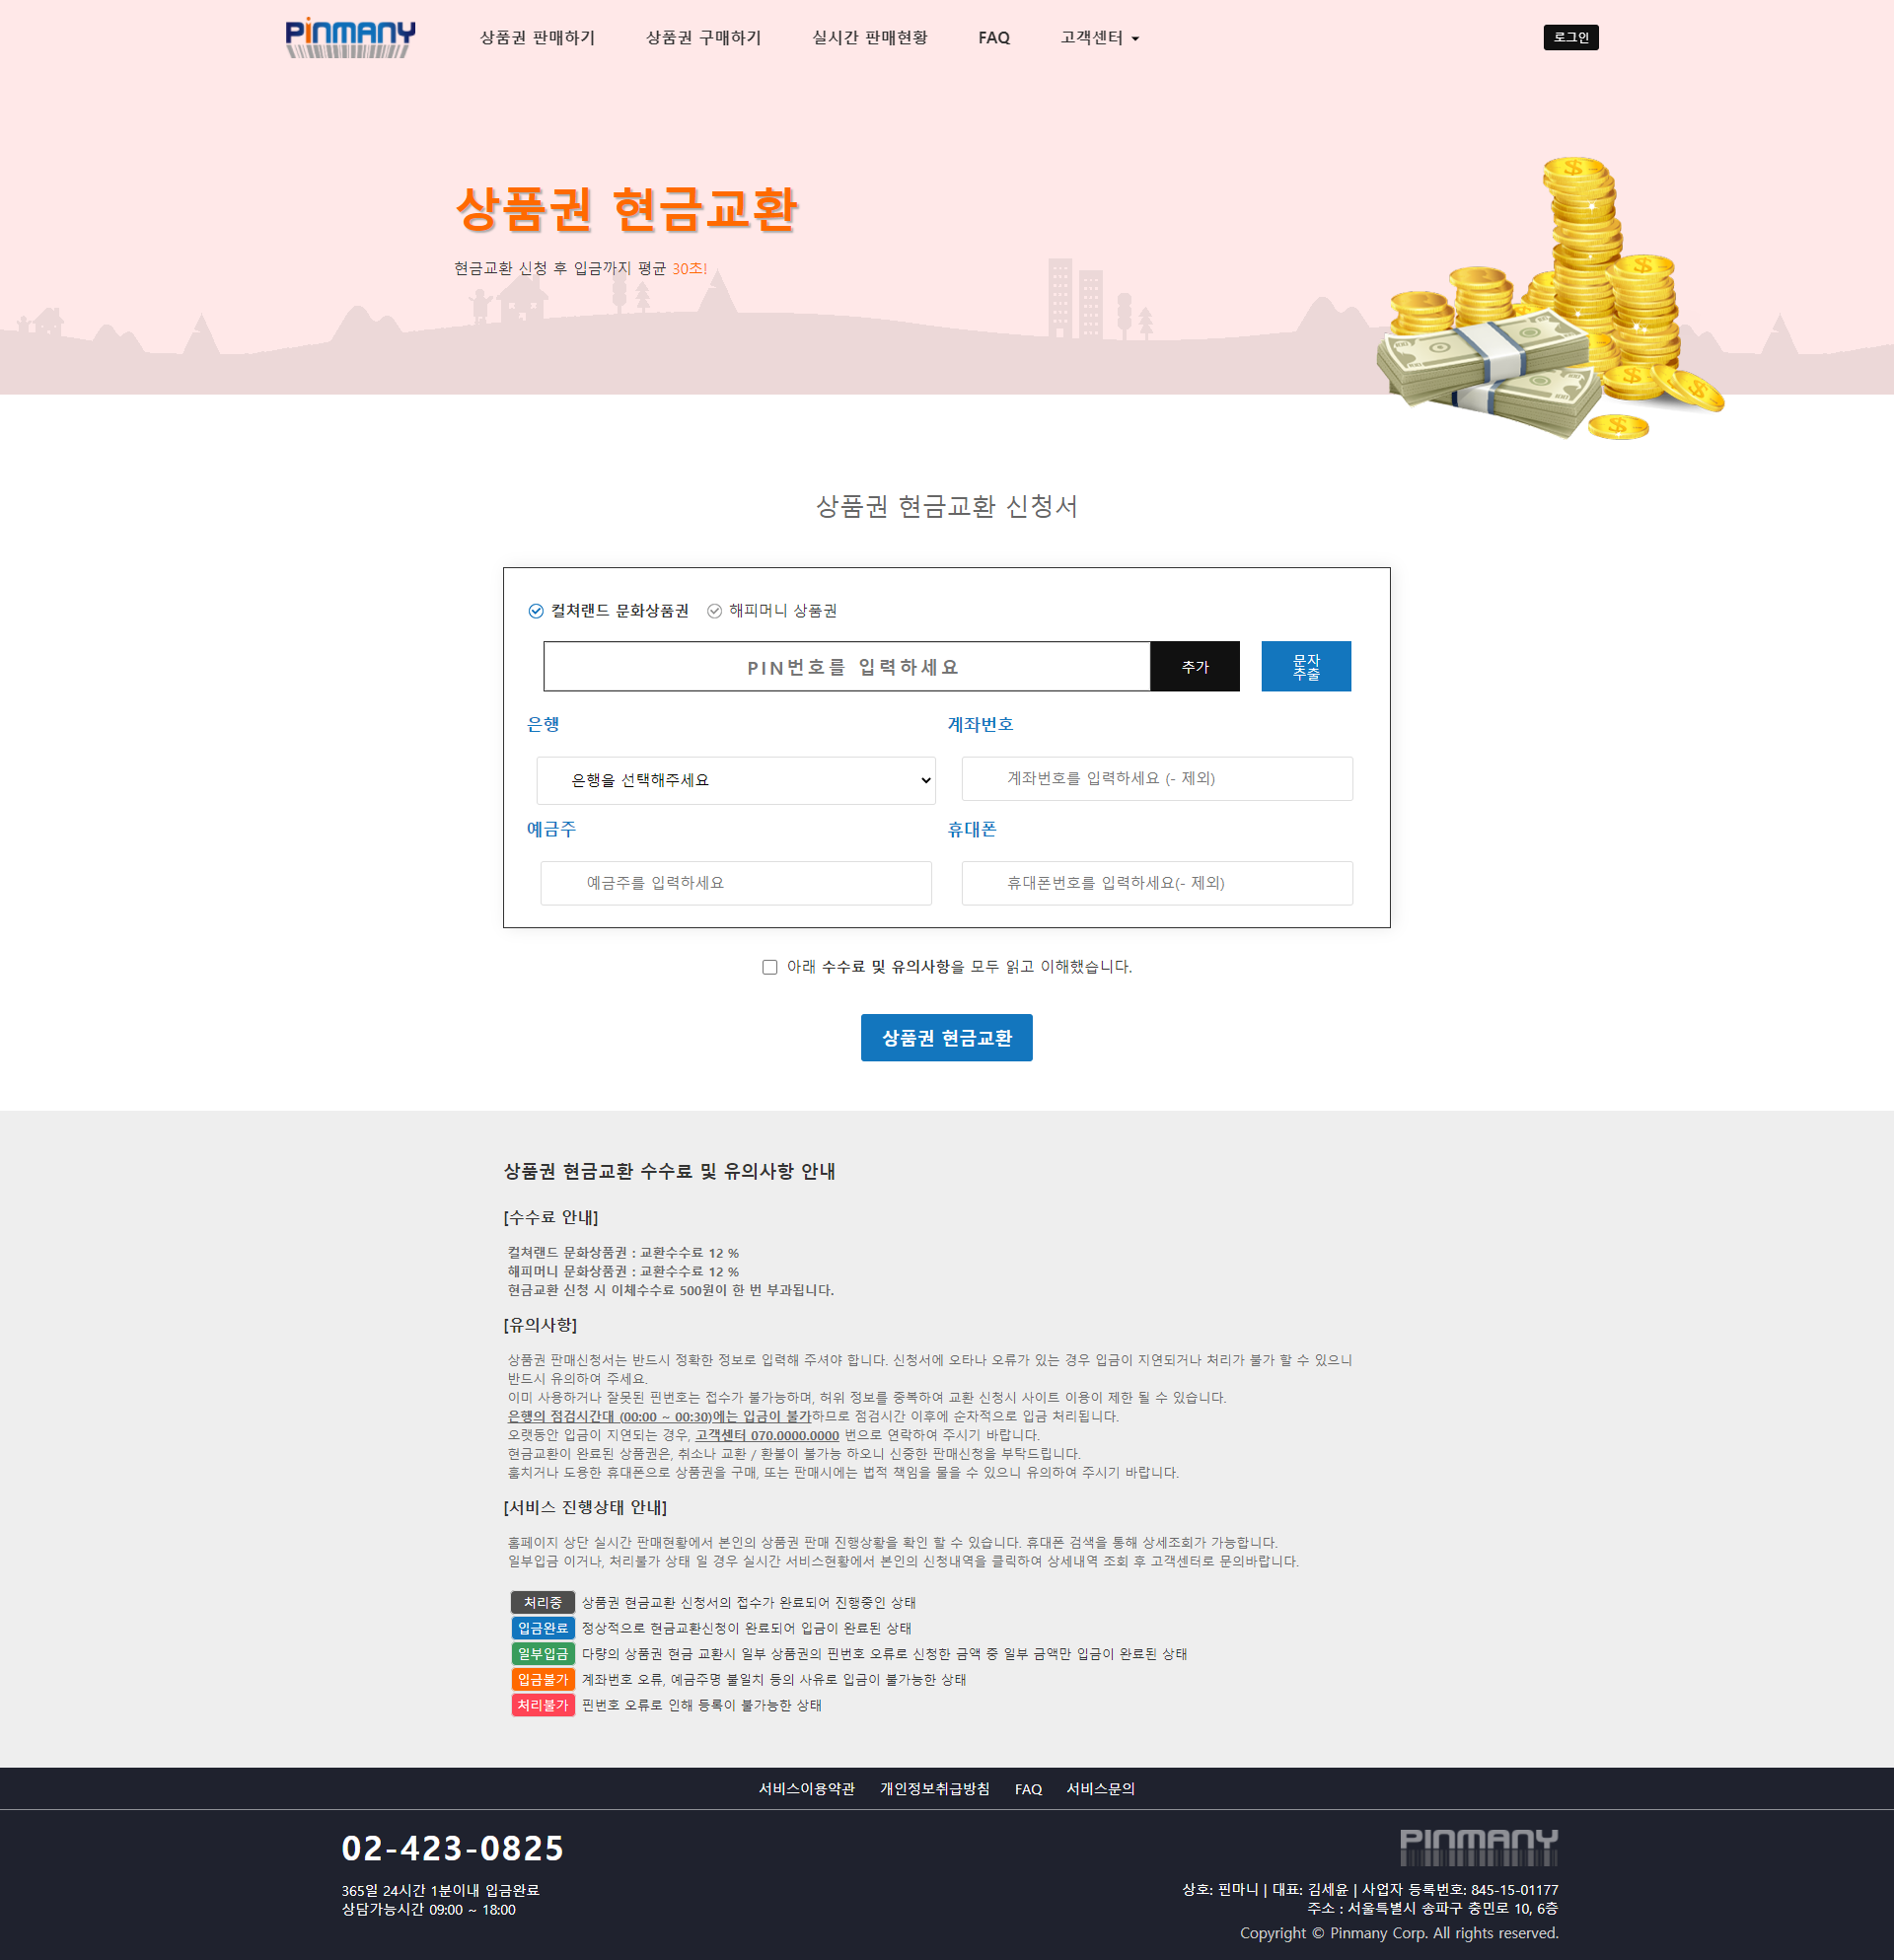 PINMANY
상품권 판매하기
상품권 구매하기
실시간 판매현황
FAQ
고객센터
로그인
상품권 현금교환
현금교환 신청 후 입금까지 평균 30초!
상품권 현금교환 신청서
컬쳐랜드 문화상품권
해피머니 상품권
PIN번호를 입력하세요
추가
문자
추출
은행
계좌번호
은행을 선택해주세요
계좌번호를 입력하세요 (- 제외)
예금주
휴대폰
예금주를 입력하세요
휴대폰번호를 입력하세요(- 제외)
아래 수수료 및 유의사항을 모두 읽고 이해했습니다.
상품권 현금교환
상품권 현금교환 수수료 및 유의사항 안내
[수수료 안내]
컬쳐랜드 문화상품권 : 교환수수료 12 %
해피머니 문화상품권 : 교환수수료 12 %
현금교환 신청 시 이체수수료 500원이 한 번 부과됩니다.
[유의사항]
상품권 판매신청서는 반드시 정확한 정보로 입력해 주셔야 합니다. 신청서에 오타나 오류가 있는 경우 입금이 지연되거나 처리가 불가 할 수 있으니
반드시 유의하여 주세요.
이미 사용하거나 잘못된 핀번호는 접수가 불가능하며, 허위 정보를 중복하여 교환 신청시 사이트 이용이 제한 될 수 있습니다.
은행의 점검시간대 (00:00 ~ 00:30)에는 입금이 불가하므로 점검시간 이후에 순차적으로 입금 처리됩니다.
오랫동안 입금이 지연되는 경우, 고객센터 070.0000.0000 번으로 연락하여 주시기 바랍니다.
현금교환이 완료된 상품권은, 취소나 교환 / 환불이 불가능 하오니 신중한 판매신청을 부탁드립니다.
훔치거나 도용한 휴대폰으로 상품권을 구매, 또는 판매시에는 법적 책임을 물을 수 있으니 유의하여 주시기 바랍니다.
[서비스 진행상태 안내]
홈페이지 상단 실시간 판매현황에서 본인의 상품권 판매 진행상황을 확인 할 수 있습니다. 휴대폰 검색을 통해 상세조회가 가능합니다.
일부입금 이거나, 처리불가 상태 일 경우 실시간 서비스현황에서 본인의 신청내역을 클릭하여 상세내역 조회 후 고객센터로 문의바랍니다.
처리중 상품권 현금교환 신청서의 접수가 완료되어 진행중인 상태
입금완료 정상적으로 현금교환신청이 완료되어 입금이 완료된 상태
일부입금 다량의 상품권 현금 교환시 일부 상품권의 핀번호 오류로 신청한 금액 중 일부 금액만 입금이 완료된 상태
입금불가 계좌번호 오류, 예금주명 불일치 등의 사유로 입금이 불가능한 상태
처리불가 핀번호 오류로 인해 등록이 불가능한 상태
서비스이용약관
개인정보취급방침
FAQ
서비스문의
02-423-0825
365일 24시간 1분이내 입금완료
상담가능시간 09:00 ~ 18:00
PINMANY
상호: 핀마니 | 대표: 김세윤 | 사업자 등록번호: 845-15-01177
주소 : 서울특별시 송파구 충민로 10, 6층
Copyright © Pinmany Corp. All rights reserved.